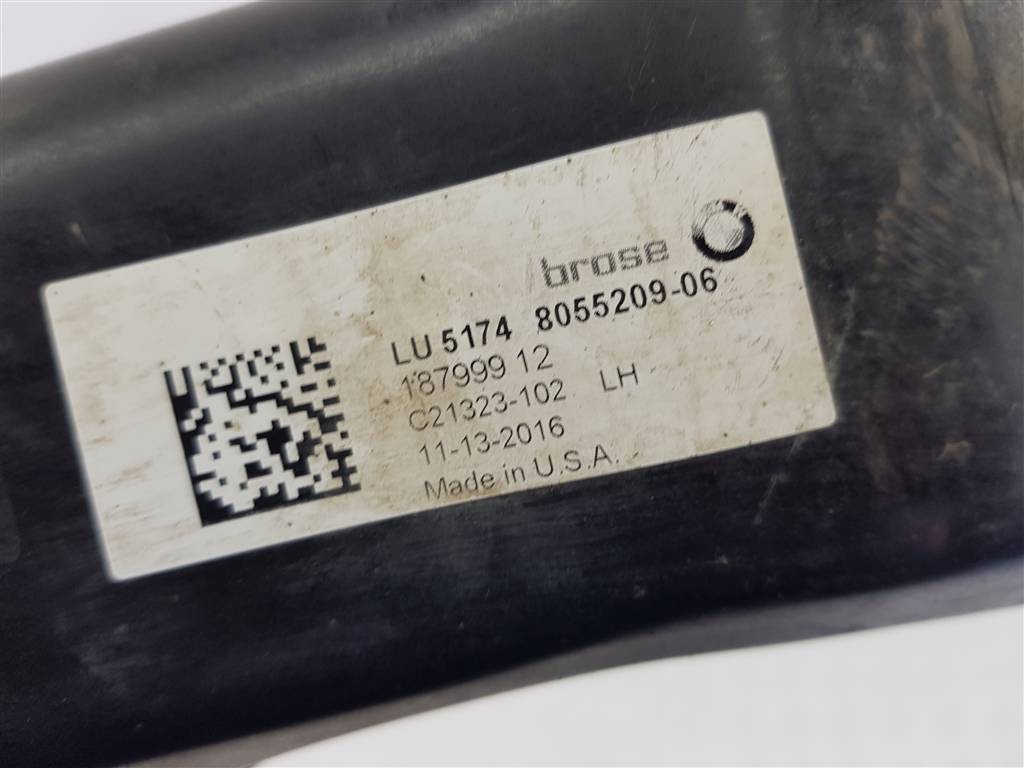 brose
LU 5174 8055209-06
187999 12
C21323-102 LH
11-13-2016
Made in U.S.A.